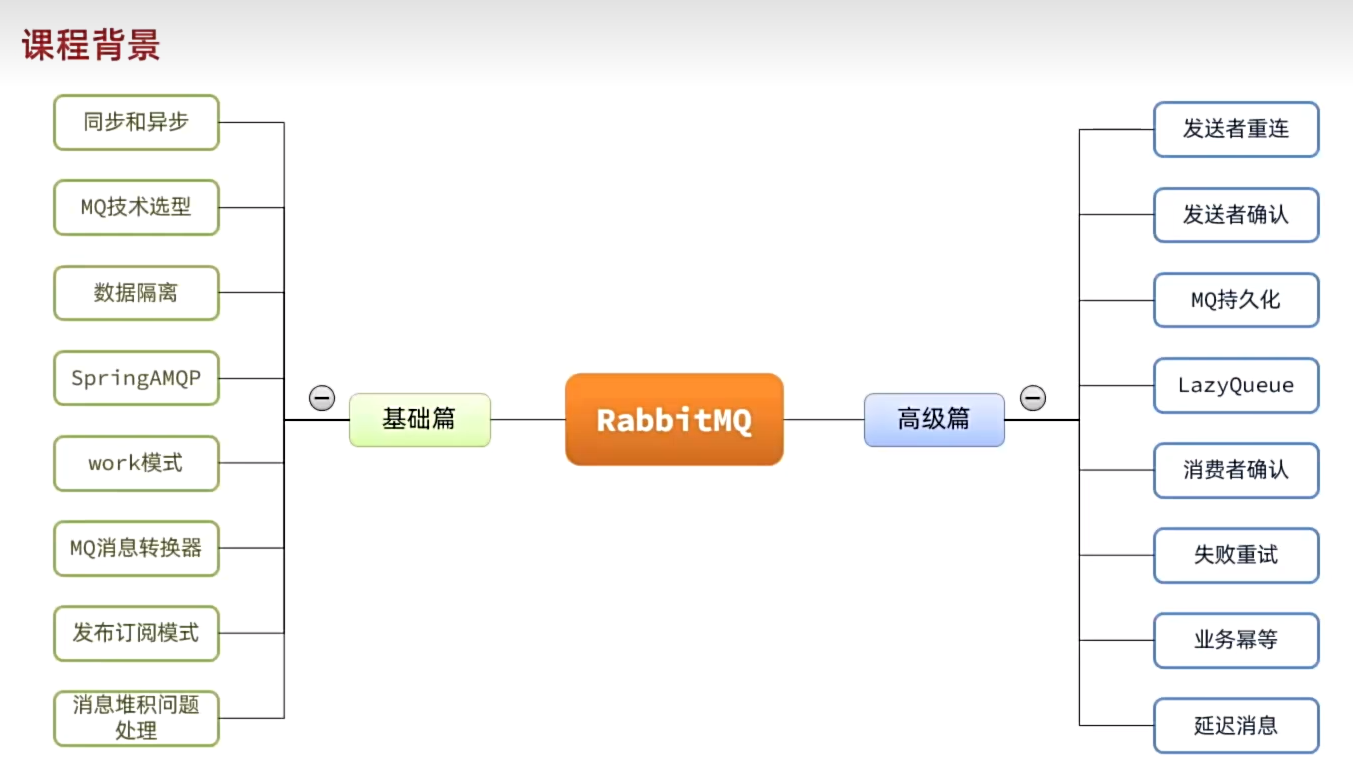 课程背景
同步和异步
MQ技术选型
数据隔离
SpringAMQP
work模式
MQ消息转换器
发布订阅模式
消息堆积问题
处理
基础篇
RabbitMQ
高级篇
发送者重连
发送者确认
MQ持久化
LazyQueue
消费者确认
失败重试
业务幂等
延迟消息